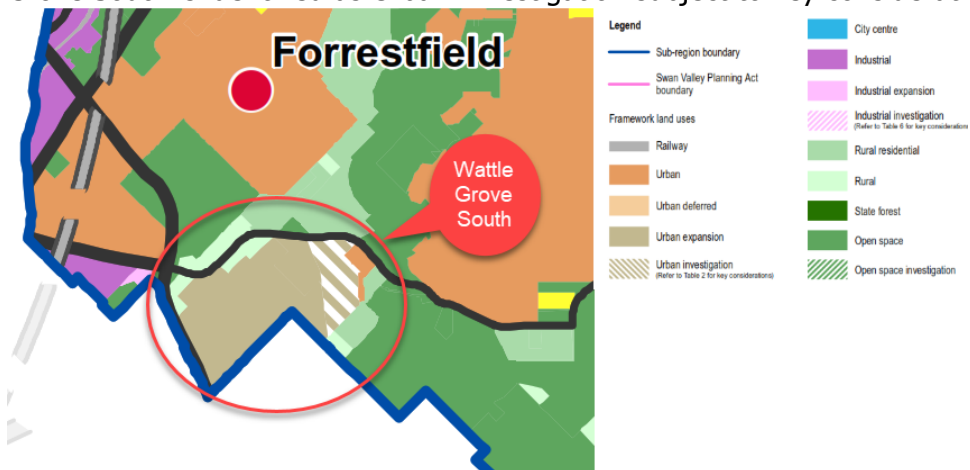 Forrestfield
Wattle
Grove
South
Legend
Sub-region boundary
Swan Valley Planning Act
boundary
Framework land uses
Railway
Urban
Urban deferred
Urban expansion
Urban investigation
(Refer to Table 2 for key considerations)
City centre
Industrial
Industrial expansion
Industrial investigation
(Refer to Table 6 for key considerations
Rural residential
Rural
State forest
Open space
Open space investigation